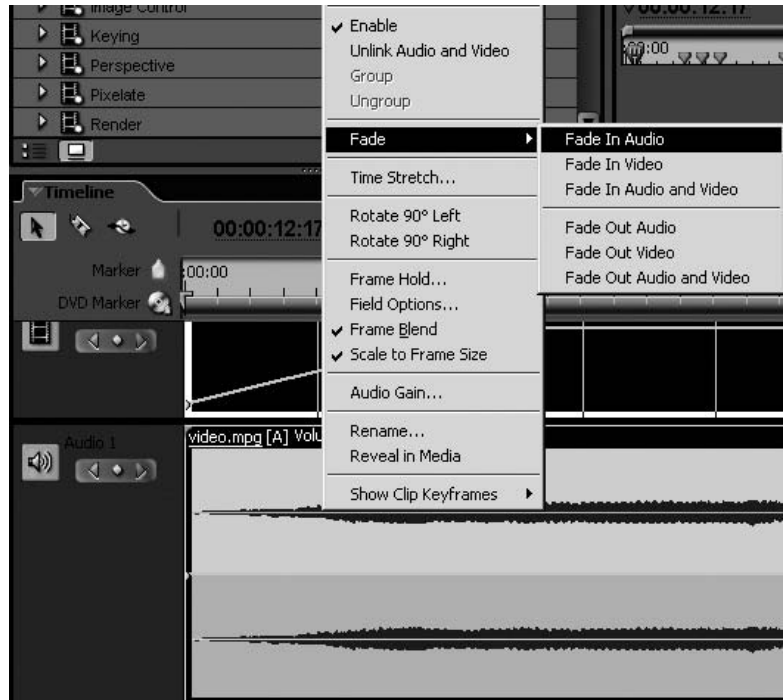 Image Control
Keying
Perspective
Pixelate
Render
Timeline
00:00:12:17
Marker
:00:00
DVD Marker
Audio 1
video.mpg [A] Volu
Enable
Unlink Audio and Video
Group
Ungroup
Fade
Time Stretch...
Rotate 90° Left
Rotate 90° Right
Frame Hold...
Field Options...
Frame Blend
Scale to Frame Size
Audio Gain...
Rename...
Reveal in Media
Show Clip Keyframes
00:00:12:17
:00
Fade In Audio
Fade In Video
Fade In Audio and Video
Fade Out Audio
Fade Out Video
Fade Out Audio and Video